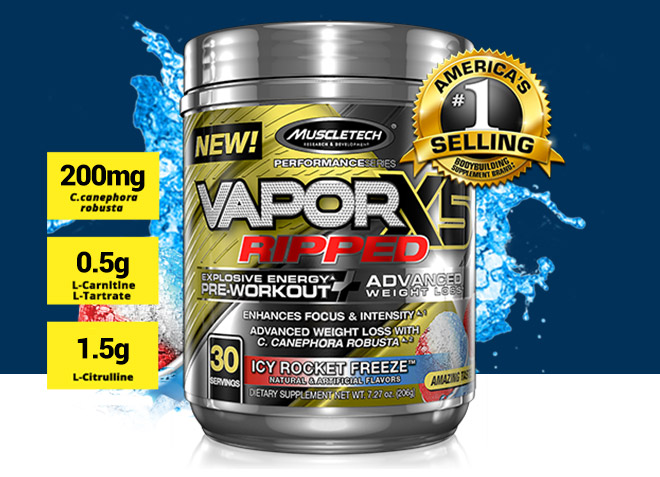 200mg
C.canephora
robusta
0.5g
L-Carnitine
L-Tartrate
1.5g
L-Citrulline
AMERICA'S
#1
SELLING
BODYBUILDING
SUPPLEMENT BRAND
NEW!
MUSCLETECH
RESEARCH & DEVELOPMENT
PERFORMANCE SERIES
VAPOR X5
RIPPED
EXPLOSIVE ENERGY
PRE-WORKOUT + ADVANCED
WEIGHT LOSS
ENHANCES FOCUS & INTENSITY
ADVANCED WEIGHT LOSS WITH
C. CANEPHORA ROBUSTA
30
SERVINGS
ICY ROCKET FREEZE™
NATURAL & ARTIFICIAL FLAVORS
AMAZING
DIETARY SUPPLEMENT NET WT. 7.27 oz. (206g)